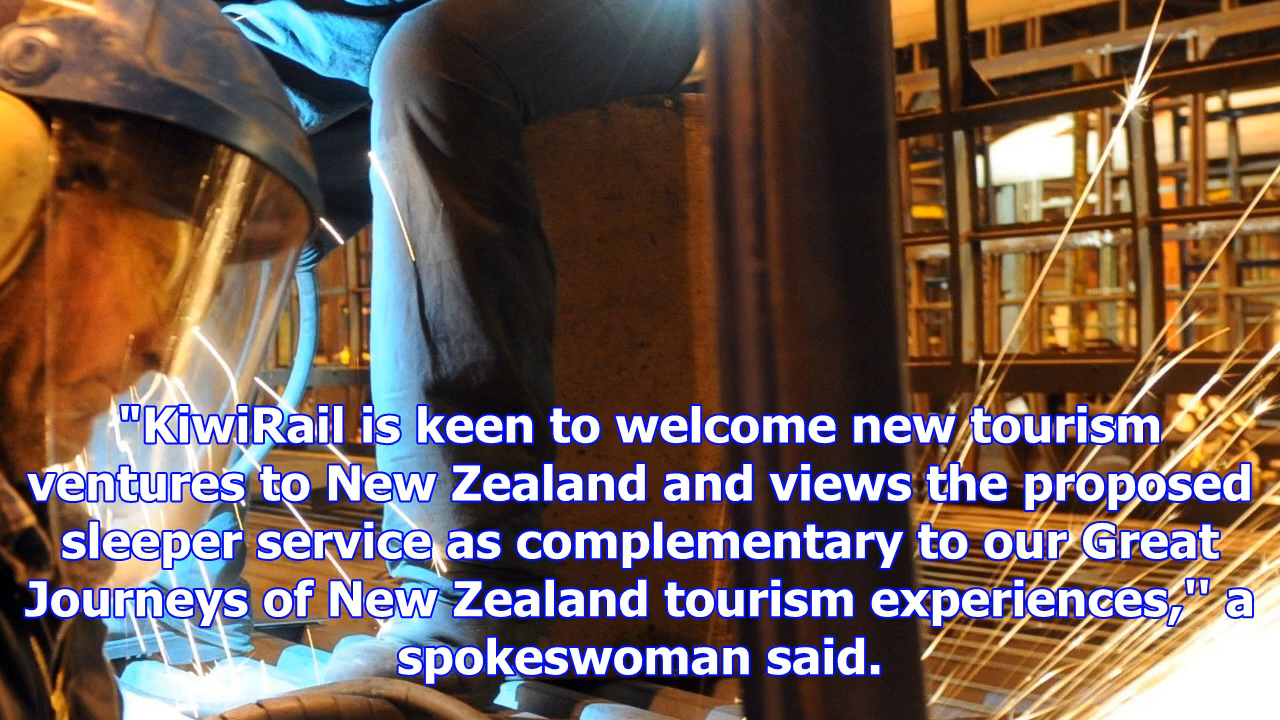 "KiwiRail is keen to welcome new tourism
ventures to New Zealand and views the proposed
sleeper service as complementary to our Great
Journeys of New Zealand tourism experiences,'' a
spokeswoman said.